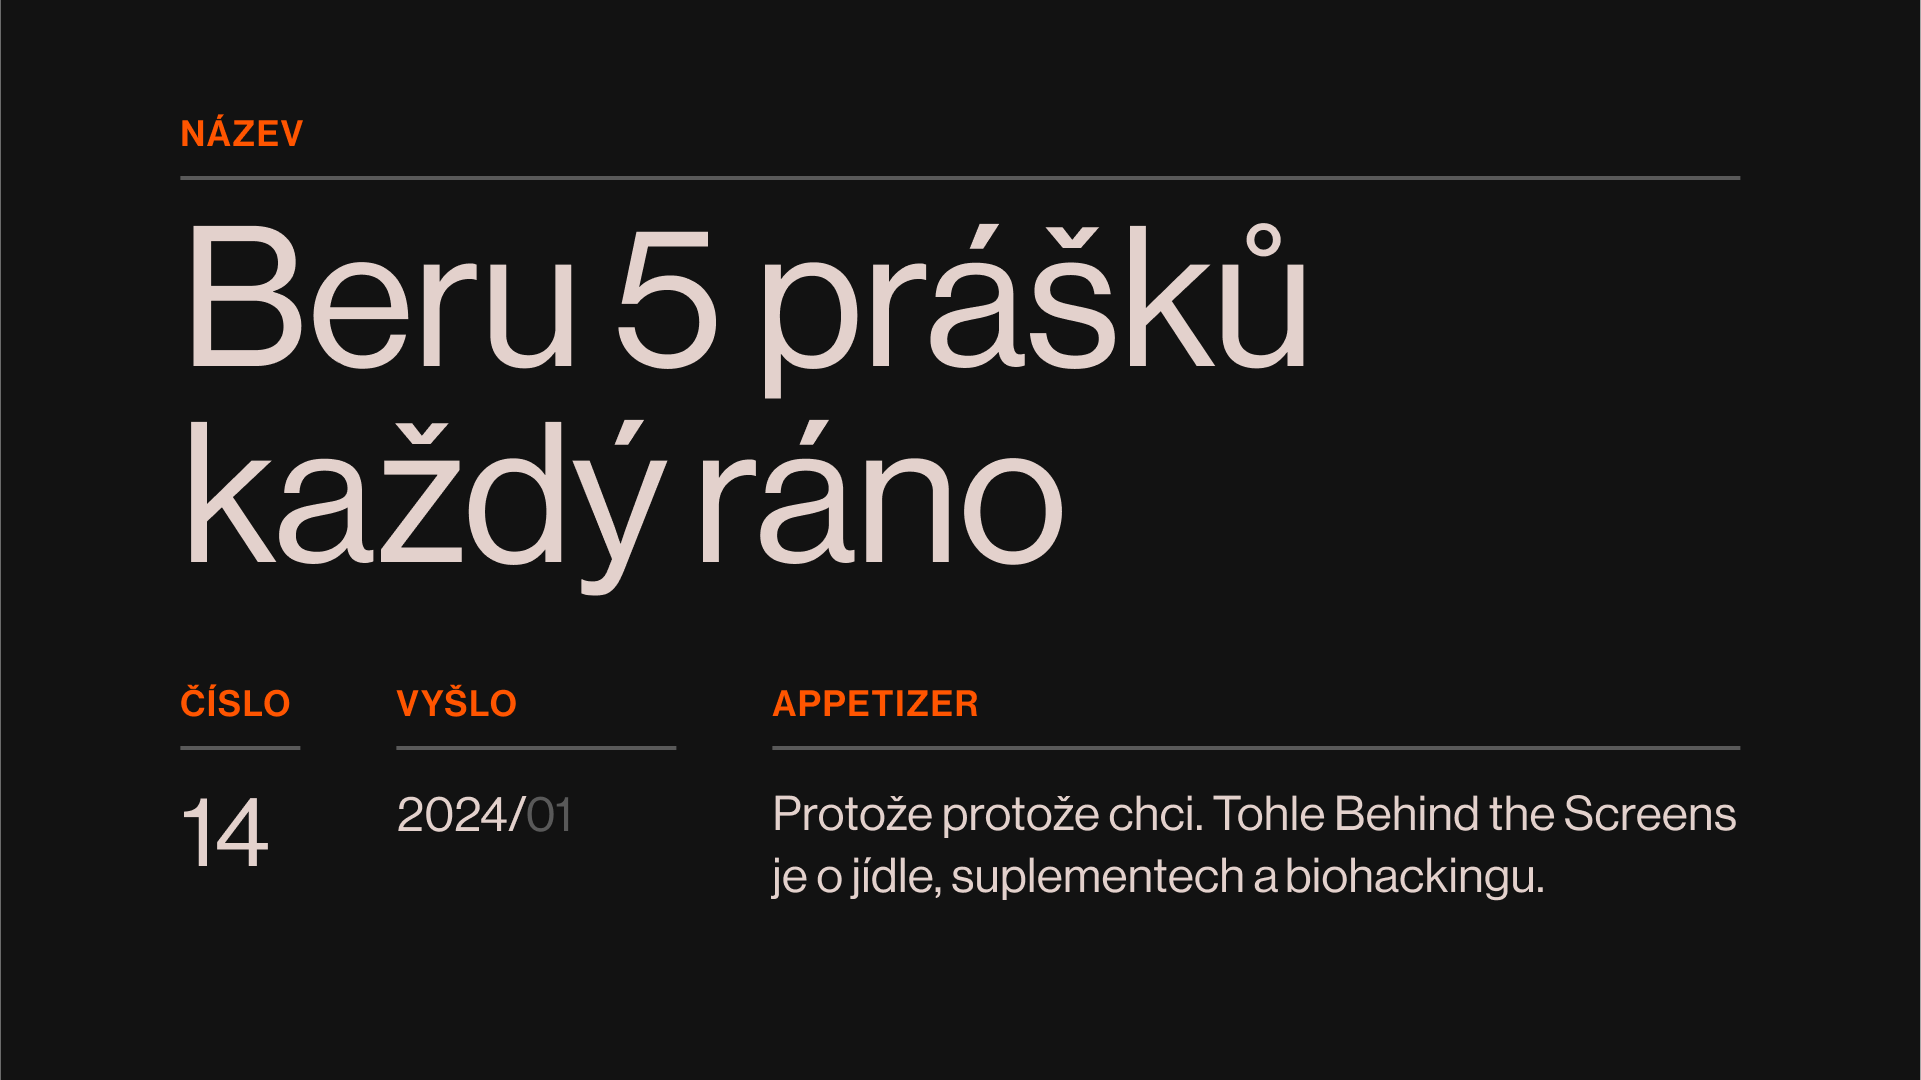 NÁZEV
Beru 5 prášků
každý ráno
ČÍSLO
14
VYŠLO
2024/01
APPETIZER
Protože protože chci. Tohle Behind the Screens
je o jídle, suplementech a biohackingu.